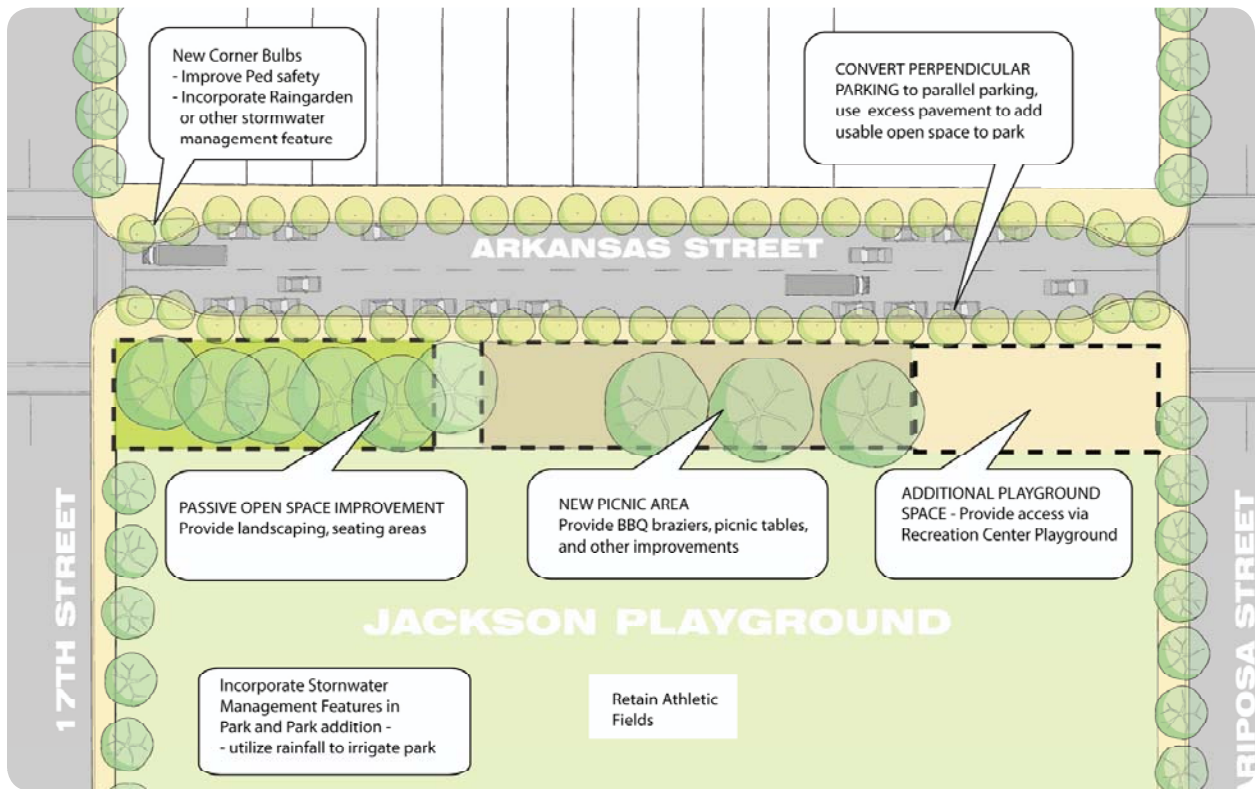 New Corner Bulbs
- Improve Ped safety
- Incorporate Raingarden
or other stormwater
management feature
CONVERT PERPENDICULAR
PARKING to parallel parking,
use excess pavement to add
usable open space to park
ARKANSAS STREET
PASSIVE OPEN SPACE IMPROVEMENT
Provide landscaping, seating areas
NEW PICNIC AREA
Provide BBQ braziers, picnic tables,
and other improvements
ADDITIONAL PLAYGROUND
SPACE - Provide access via
Recreation Center Playground
17TH STREET
ARIPOSA STREET
JACKSON PLAYGROUND
Incorporate Stornwater
Management Features in
Park and Park addition -
- utilize rainfall to irrigate park
Retain Athletic
Fields